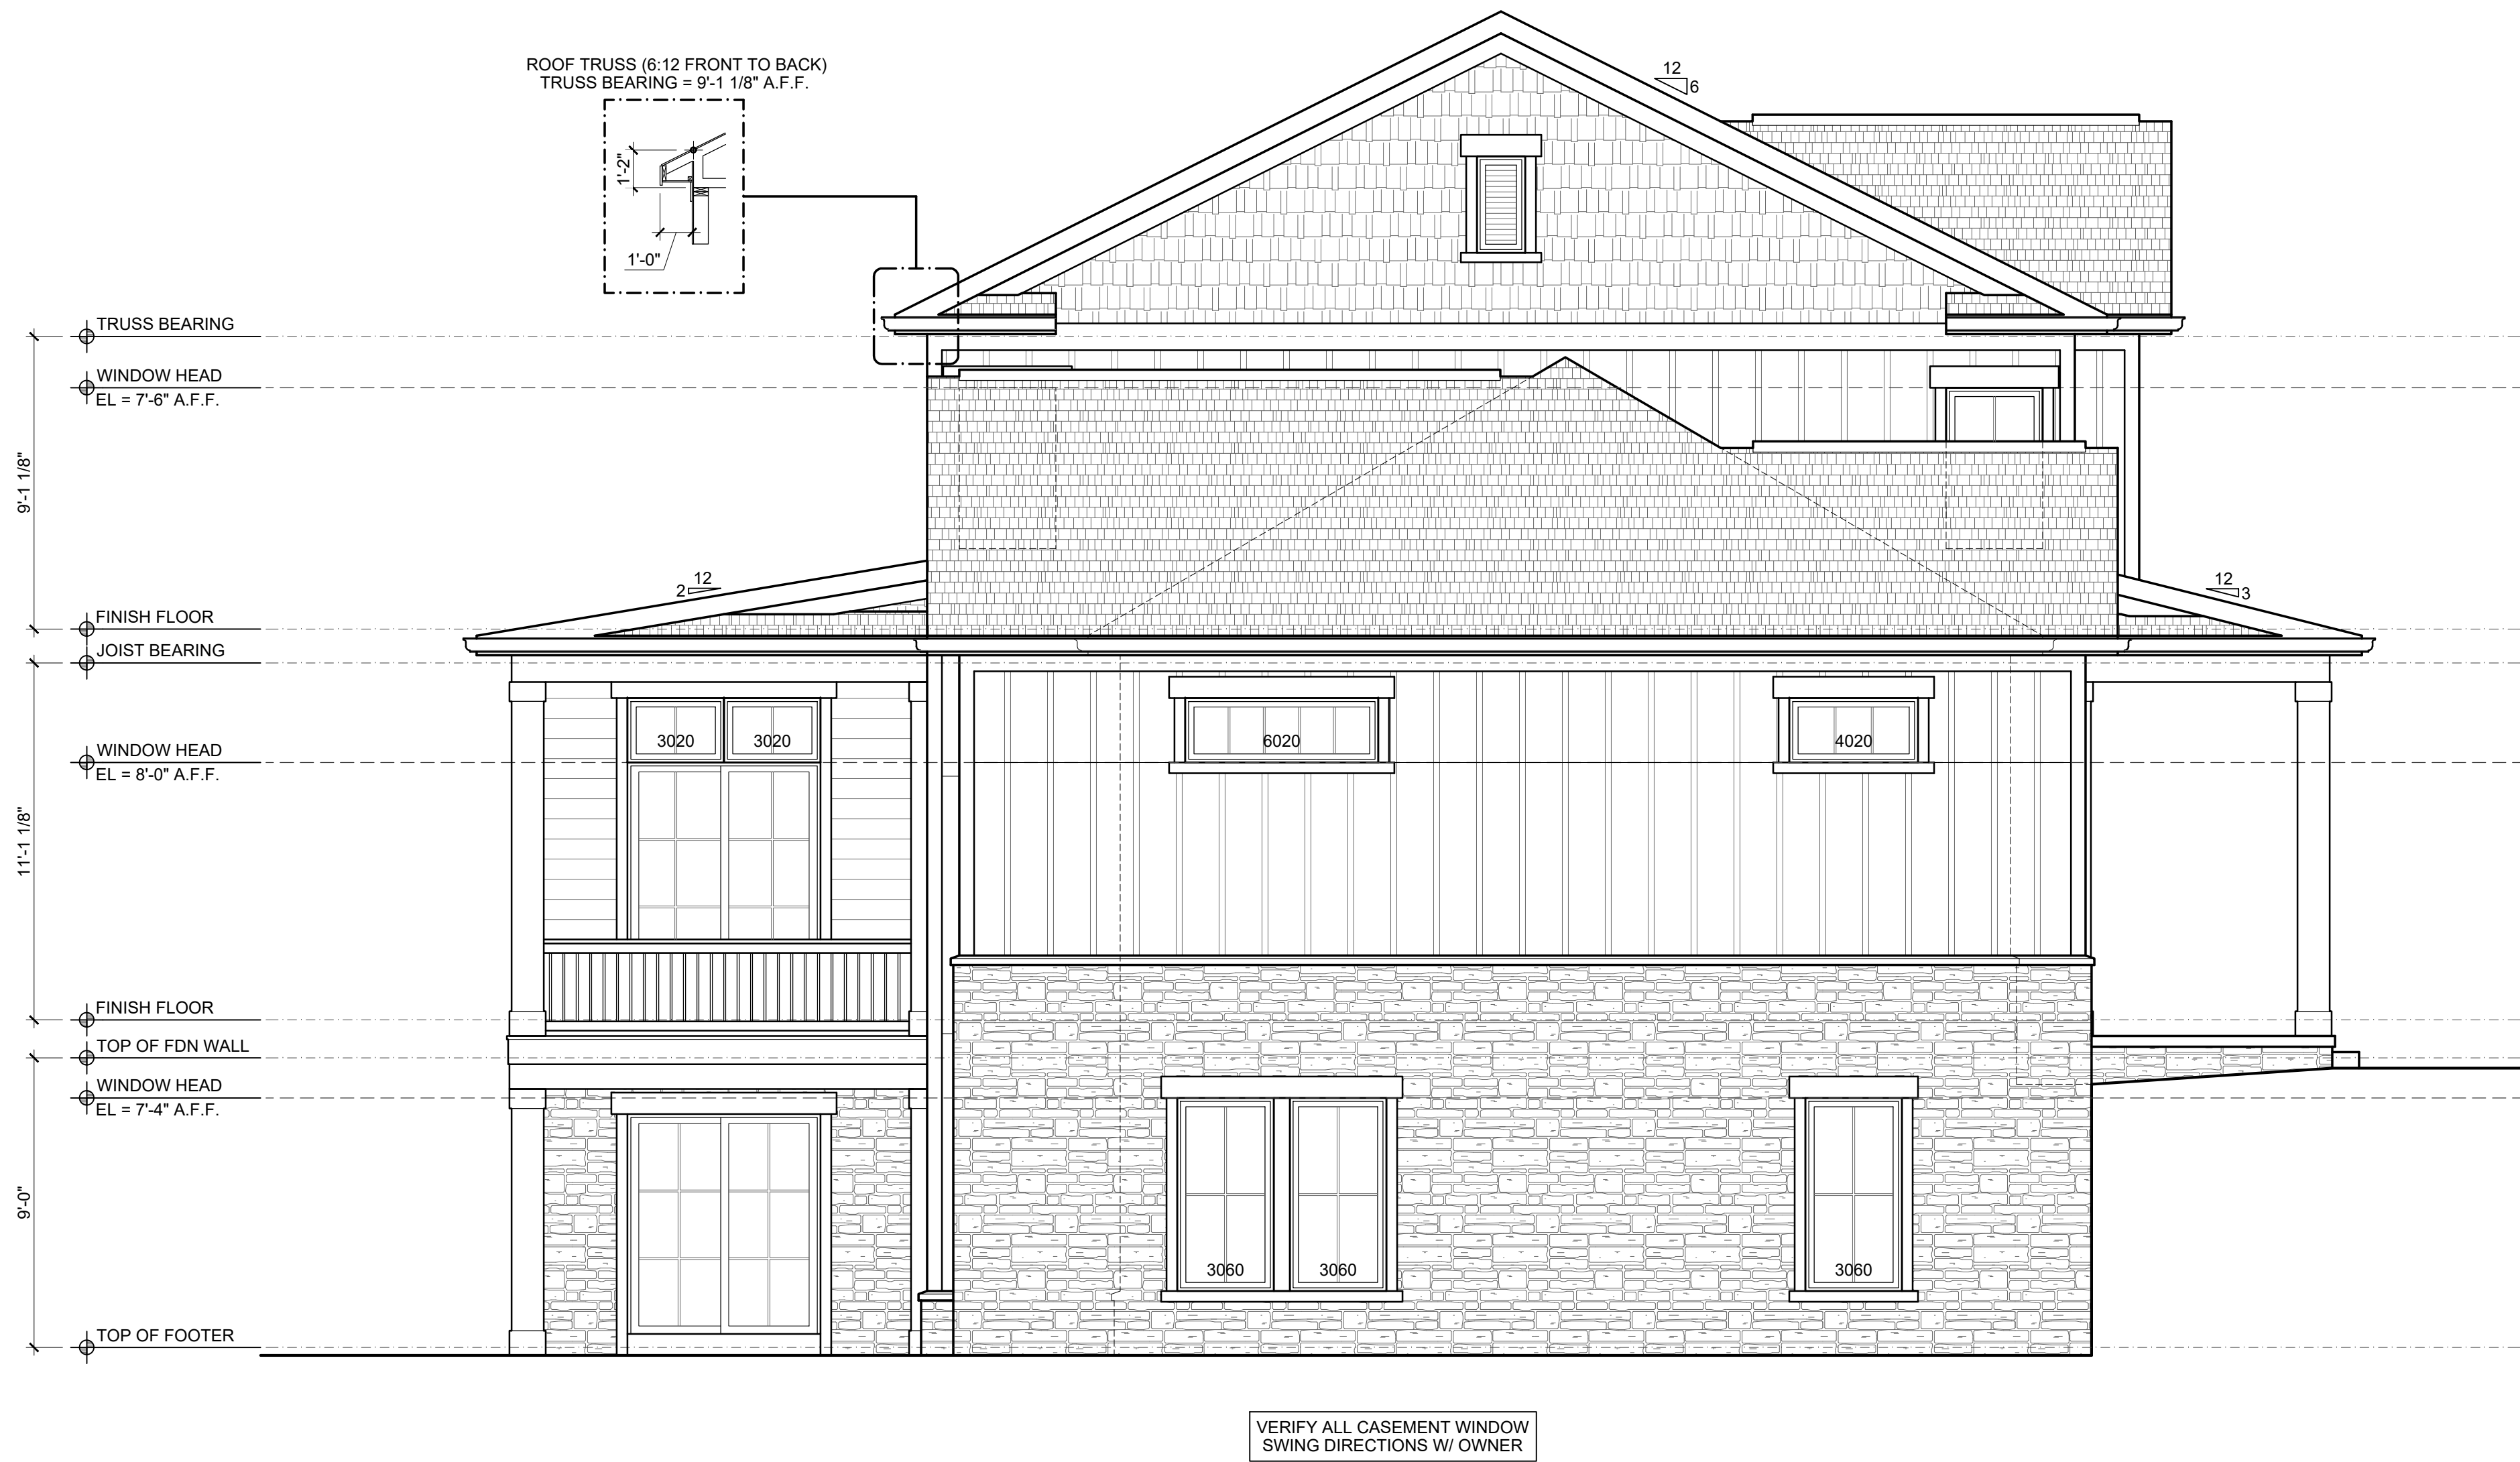 ROOF TRUSS (6:12 FRONT TO BACK)
TRUSS BEARING = 9'-1 1/8" A.F.F.
1'-2"
1'-0"
12
6
TRUSS BEARING
WINDOW HEAD
EL = 7'-6" A.F.F.
9'-1 1/8"
12
2
12
3
FINISH FLOOR
JOIST BEARING
3020
3020
6020
4020
WINDOW HEAD
EL = 8'-0" A.F.F.
11'-1 1/8"
FINISH FLOOR
TOP OF FDN WALL
WINDOW HEAD
EL = 7'-4" A.F.F.
9'-0"
3060
3060
3060
TOP OF FOOTER
VERIFY ALL CASEMENT WINDOW
SWING DIRECTIONS W/ OWNER